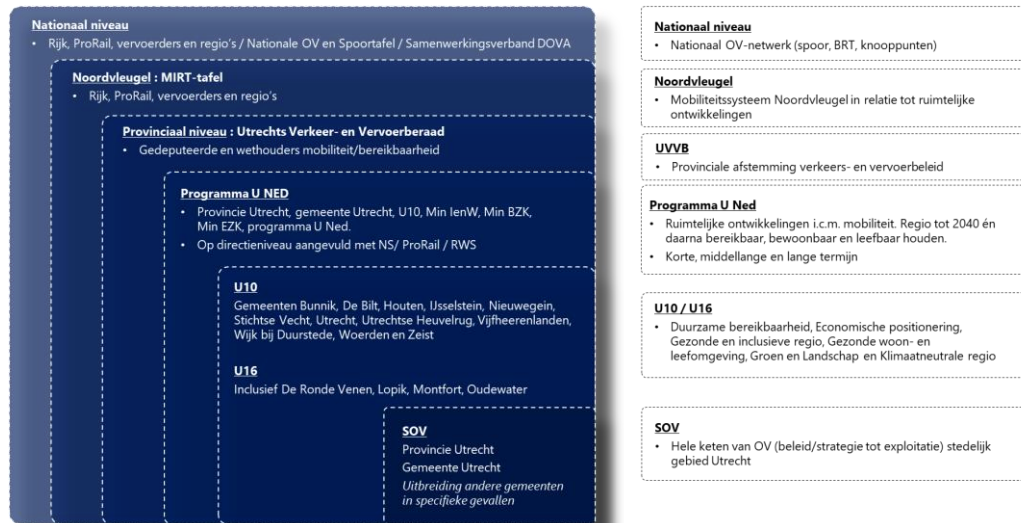 Nationaal niveau
• Rijk, ProRail, vervoerders en regio's / Nationale OV en Spoortafel / Samenwerkingsverband DOVA
Noordvleugel : MIRT-tafel
• Rijk, ProRail, vervoerders en regio's
Provinciaal niveau : Utrechts Verkeer- en Vervoerberaad
• Gedeputeerde en wethouders mobiliteit/bereikbaarheid
Programma U NED
• Provincie Utrecht, gemeente Utrecht, U10, Min IenW, Min BZK,
Min EZK, programma U Ned.
• Op directieniveau aangevuld met NS/ ProRail / RWS
U10
Gemeenten Bunnik, De Bilt, Houten, IJsselstein, Nieuwegein,
Stichtse Vecht, Utrecht, Utrechtse Heuvelrug, Vijfheerenlanden,
Wijk bij Duurstede, Woerden en Zeist
U16
Inclusief De Ronde Venen, Lopik, Montfort, Oudewater
SOV
Provincie Utrecht
Gemeente Utrecht
Uitbreiding andere gemeenten
in specifieke gevallen
Nationaal niveau
• Nationaal OV-netwerk (spoor, BRT, knooppunten)
Noordvleugel
• Mobiliteitssysteem Noordvleugel in relatie tot ruimtelijke
ontwikkelingen
UVVB
• Provinciale afstemming verkeers- en vervoerbeleid
Programma U Ned
• Ruimtelijke ontwikkelingen i.c.m. mobiliteit. Regio tot 2040 én
daarna bereikbaar, bewoonbaar en leefbaar houden.
• Korte, middellange en lange termijn
U10 / U16
• Duurzame bereikbaarheid, Economische positionering,
Gezonde en inclusieve regio, Gezonde woon- en
leefomgeving, Groen en Landschap en Klimaatneutrale regio
SOV
• Hele keten van OV (beleid/strategie tot exploitatie) stedelijk
gebied Utrecht